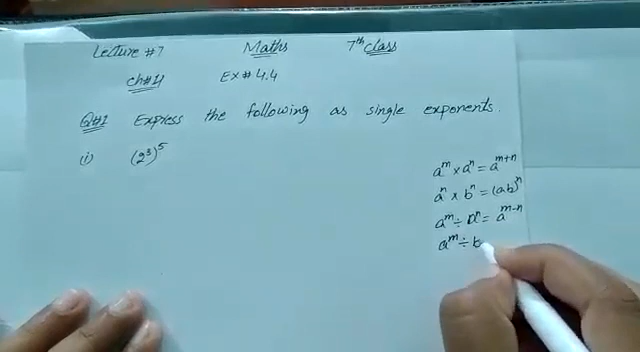 Lecture #7 Maths 7th class
Ch#4 Ex#4.4
Q#1 Express the following as single exponents.
(i) (2³)⁵
aᵐ × aⁿ = aᵐ⁺ⁿ
aⁿ × bⁿ = (ab)ⁿ
aᵐ ÷ aⁿ = aᵐ⁻ⁿ
aᵐ ÷ b